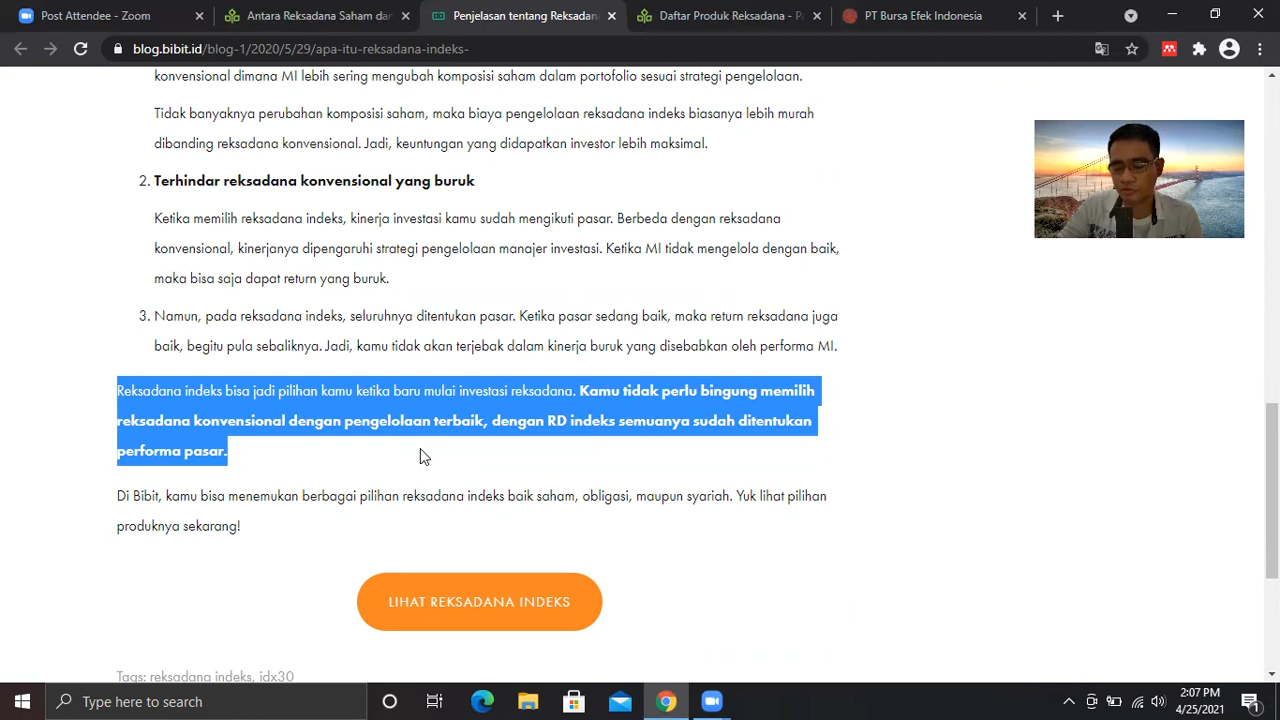 Post Attendee - Zoom
Antara Reksadana Saham dan
Penjelasan tentang Reksadan
Daftar Produk Reksadana - Pa
PT Bursa Efek Indonesia
blog.bibit.id/blog-1/2020/5/29/apa-itu-reksadana-indeks-
konvensional dimana MI lebih sering mengubah komposisi saham dalam portofolio sesuai strategi pengelolaan.
Tidak banyaknya perubahan komposisi saham, maka biaya pengelolaan reksadana indeks biasanya lebih murah
dibanding reksadana konvensional. Jadi, keuntungan yang didapatkan investor lebih maksimal.
2. Terhindar reksadana konvensional yang buruk
Ketika memilih reksadana indeks, kinerja investasi kamu sudah mengikuti pasar. Berbeda dengan reksadana
konvensional, kinerjanya dipengaruhi strategi pengelolaan manajer investasi. Ketika MI tidak mengelola dengan baik,
maka bisa saja dapat return yang buruk.
3. Namun, pada reksadana indeks, seluruhnya ditentukan pasar. Ketika pasar sedang baik, maka return reksadana juga
baik, begitu pula sebaliknya. Jadi, kamu tidak akan terjebak dalam kinerja buruk yang disebabkan oleh performa MI.
Reksadana indeks bisa jadi pilihan kamu ketika baru mulai investasi reksadana. Kamu tidak perlu bingung memilih
reksadana konvensional dengan pengelolaan terbaik, dengan RD indeks semuanya sudah ditentukan
performa pasar.
Di Bibit, kamu bisa menemukan berbagai pilihan reksadana indeks baik saham, obligasi, maupun syariah. Yuk lihat pilihan
produknya sekarang!
LIHAT REKSADANA INDEKS
Tags: reksadana indeks, idx30
Type here to search
2:07 PM
4/25/2021
1